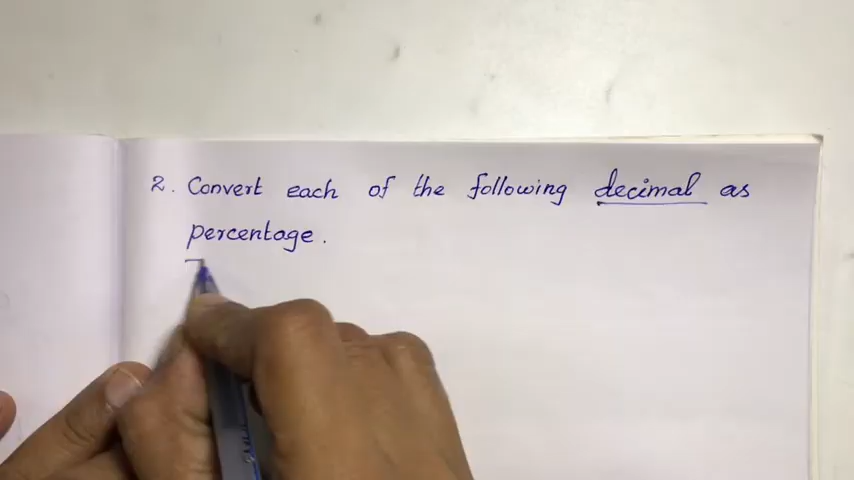 2. Convert each of the following decimal as
percentage.